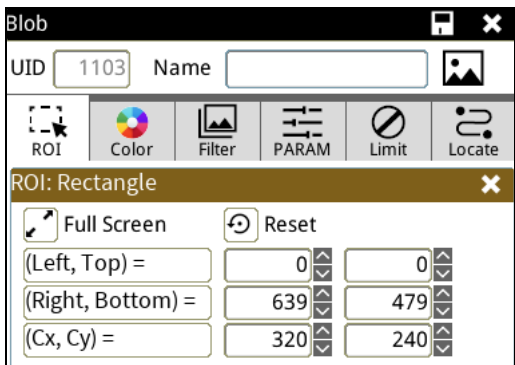 Blob
UID 1103 Name
ROI Color Filter PARAM Limit Locate
ROI: Rectangle
Full Screen Reset
(Left, Top) = 0 0
(Right, Bottom) = 639 479
(Cx, Cy) = 320 240